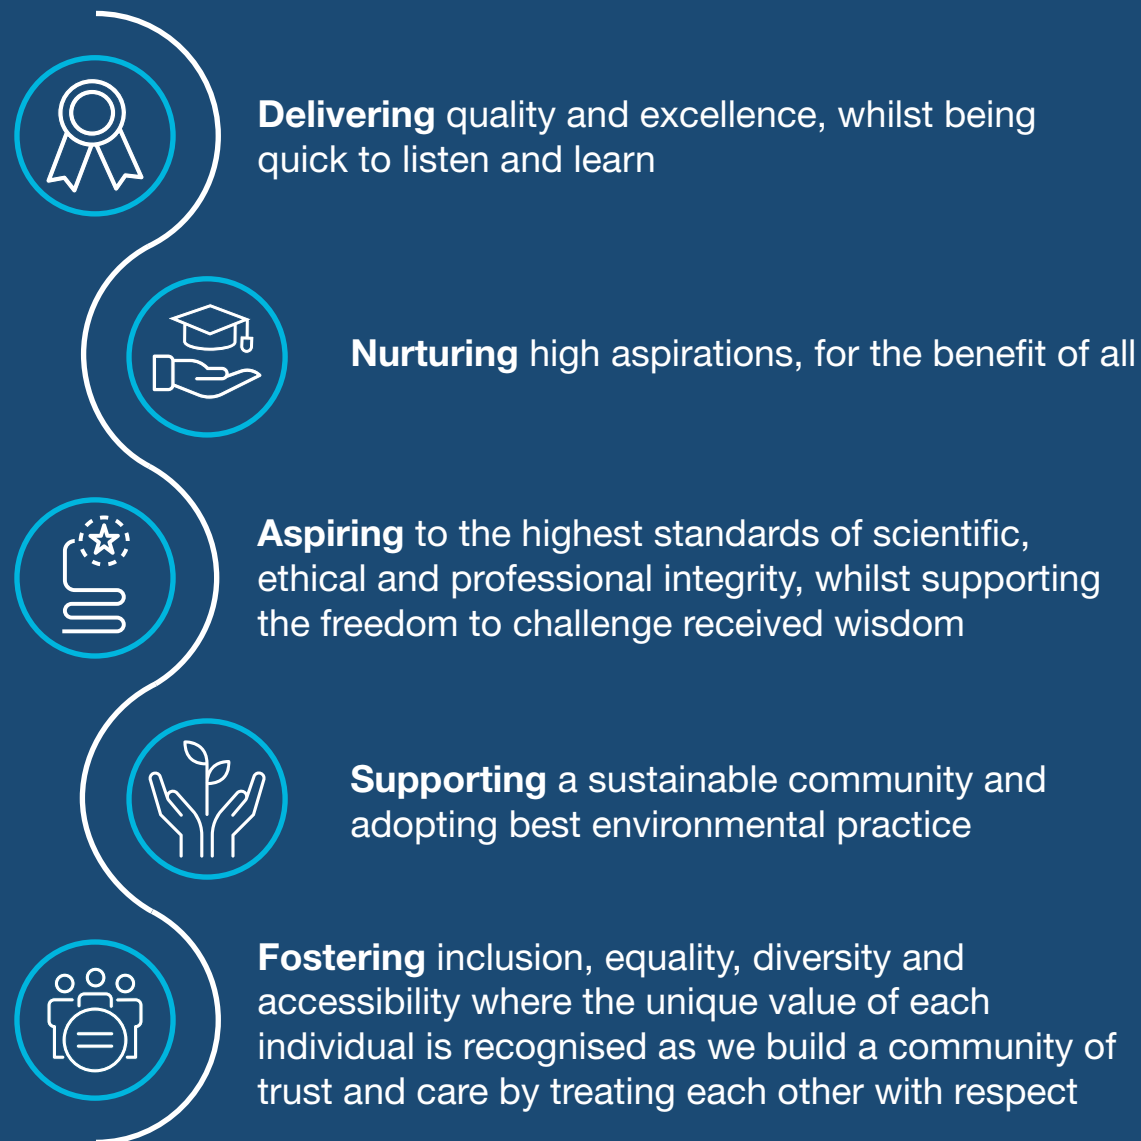 Delivering quality and excellence, whilst being
quick to listen and learn
Nurturing high aspirations, for the benefit of all
Aspiring to the highest standards of scientific,
ethical and professional integrity, whilst supporting
the freedom to challenge received wisdom
Supporting a sustainable community and
adopting best environmental practice
Fostering inclusion, equality, diversity and
accessibility where the unique value of each
individual is recognised as we build a community of
trust and care by treating each other with respect